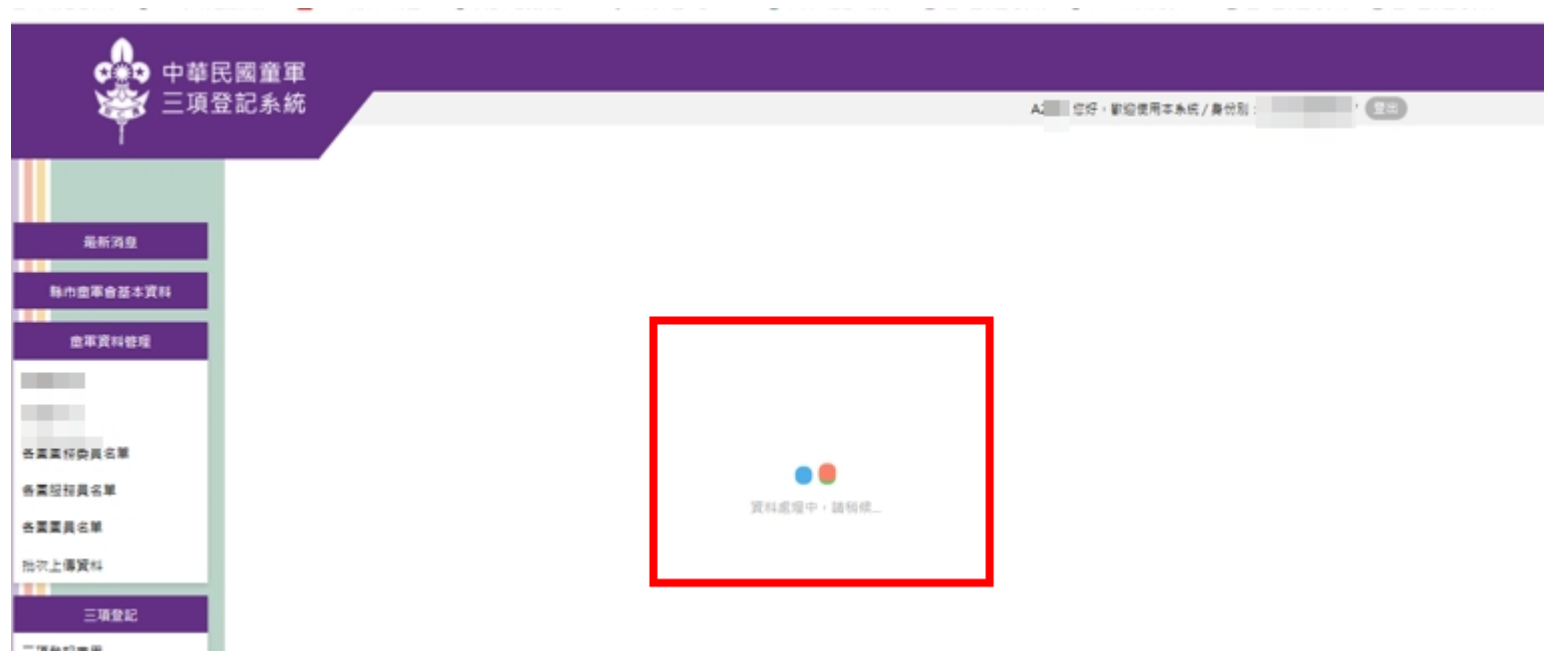 中華民國童軍
三項登記系統
您好，歡迎使用本系統 / 身份別：
登出
最新消息
縣市童軍會基本資料
童軍資料管理
各團團務委員名單
各團服務員名單
各團團員名單
批次上傳資料
資料處理中，請稍候...
三項登記